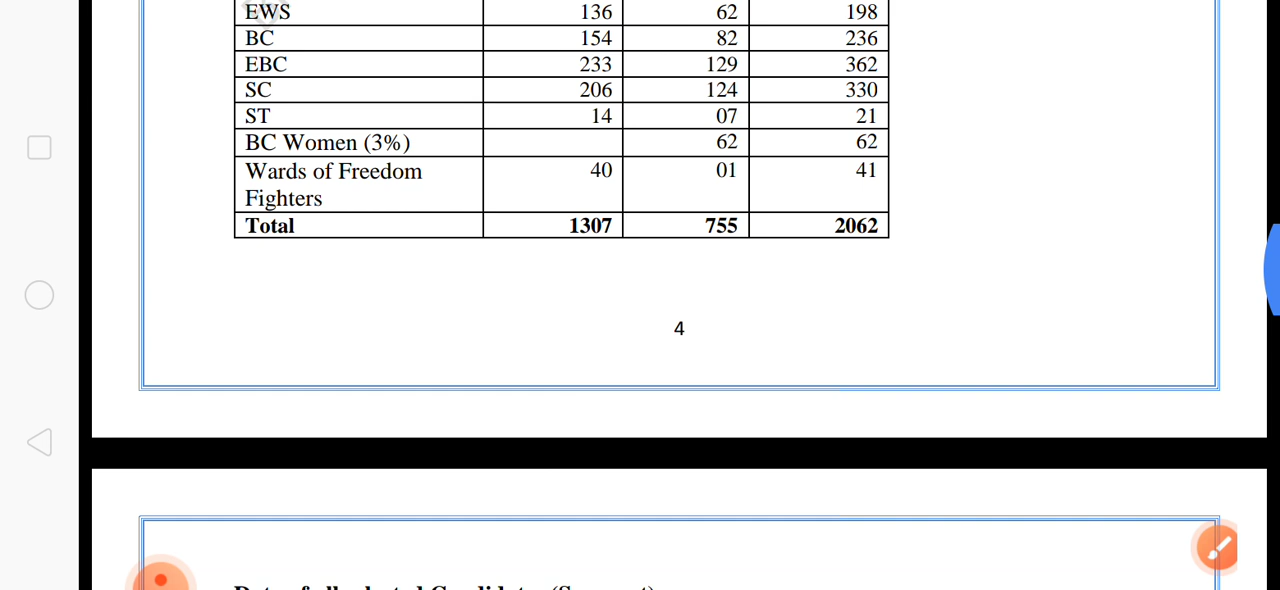 EWS 136 62 198
BC 154 82 236
EBC 233 129 362
SC 206 124 330
ST 14 07 21
BC Women (3%) 62 62
Wards of Freedom 40 01 41
Fighters
Total 1307 755 2062
4